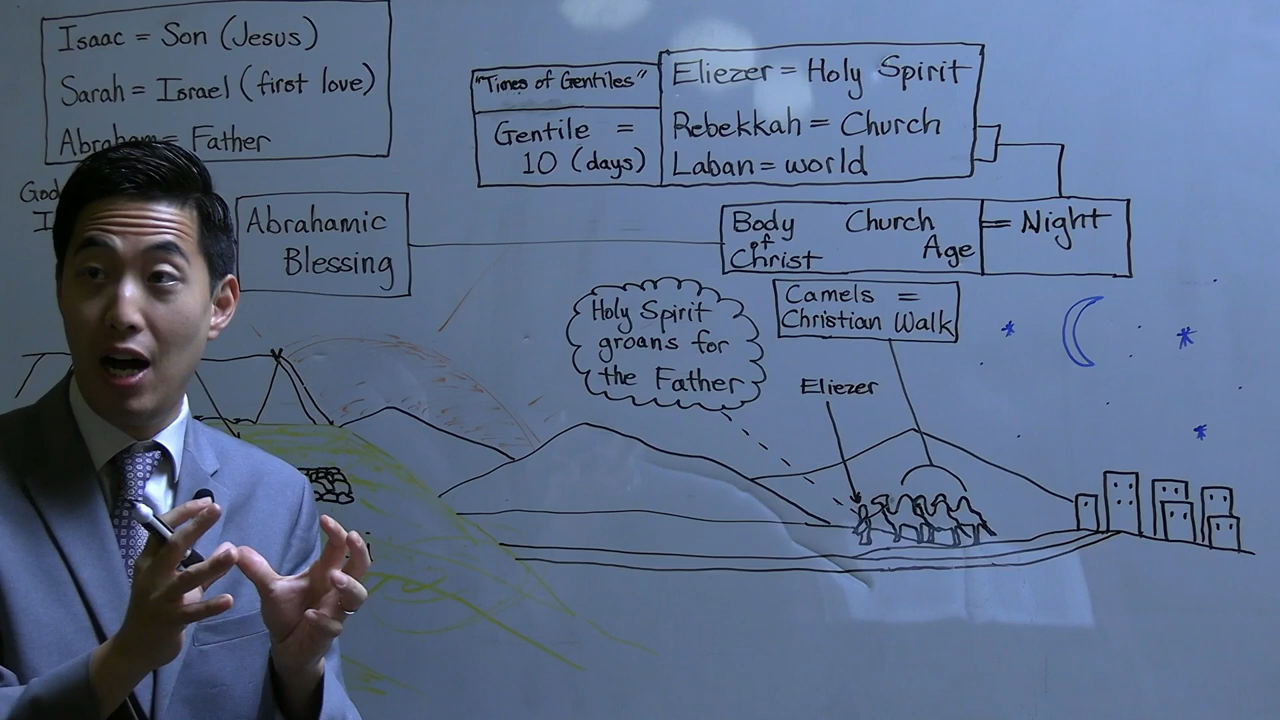 Isaac = Son (Jesus)
Sarah = Israel (first love)
Abraham = Father
God
I
Abrahamic
Blessing
"Times of Gentiles"
Gentile =
10 (days)
Eliezer = Holy Spirit
Rebekkah = Church
Laban = world
Body of Christ
Church Age
= Night
Camels =
Christian Walk
Holy Spirit
groans for
the Father
Eliezer